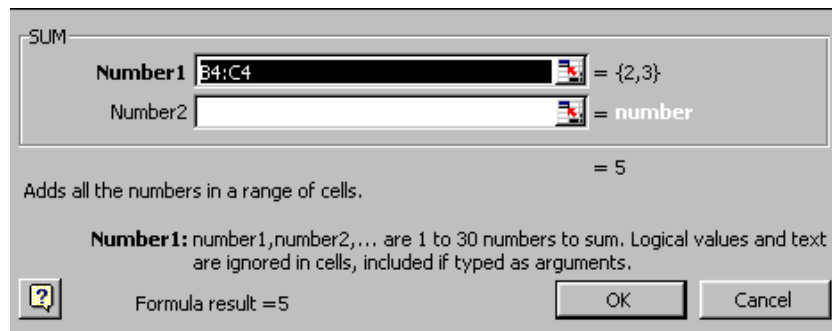 SUM
Number1 B4:C4 = {2,3}
Number2 = number
= 5
Adds all the numbers in a range of cells.
Number1: number1,number2,... are 1 to 30 numbers to sum. Logical values and text
are ignored in cells, included if typed as arguments.
? Formula result =5 OK Cancel